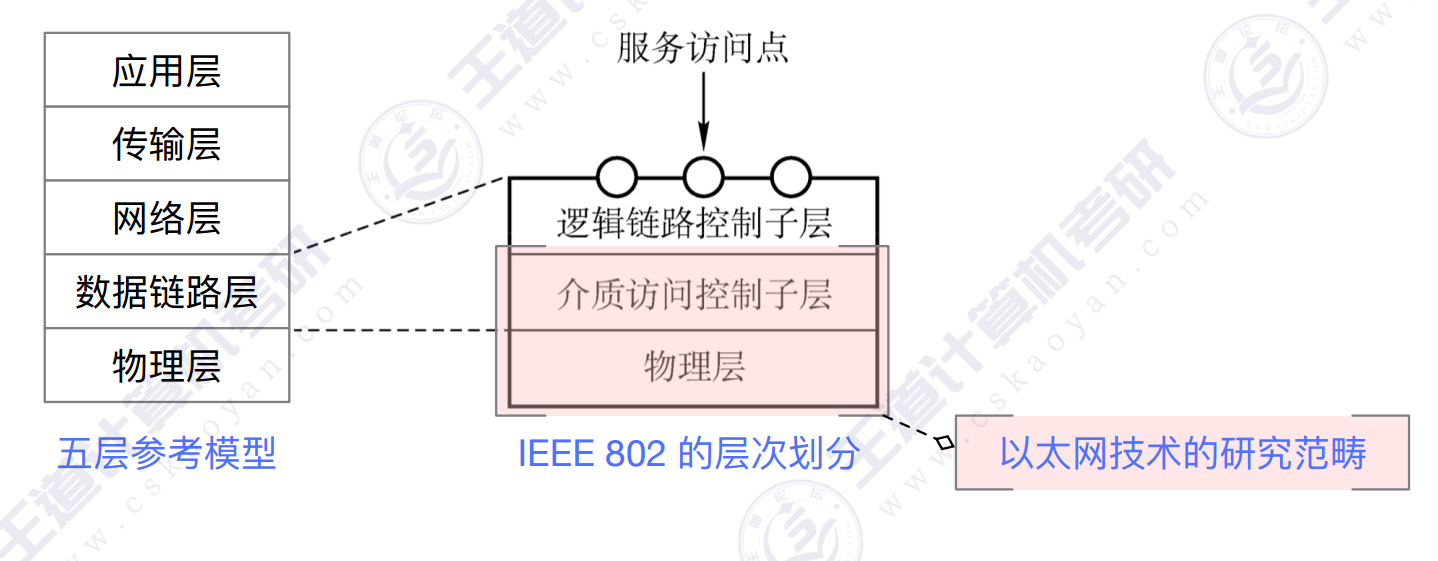 应用层
传输层
网络层
数据链路层
物理层
五层参考模型
服务访问点
逻辑链路控制子层
介质访问控制子层
物理层
IEEE 802 的层次划分
以太网技术的研究范畴
王道计算机考研
www.cskaoyan.com